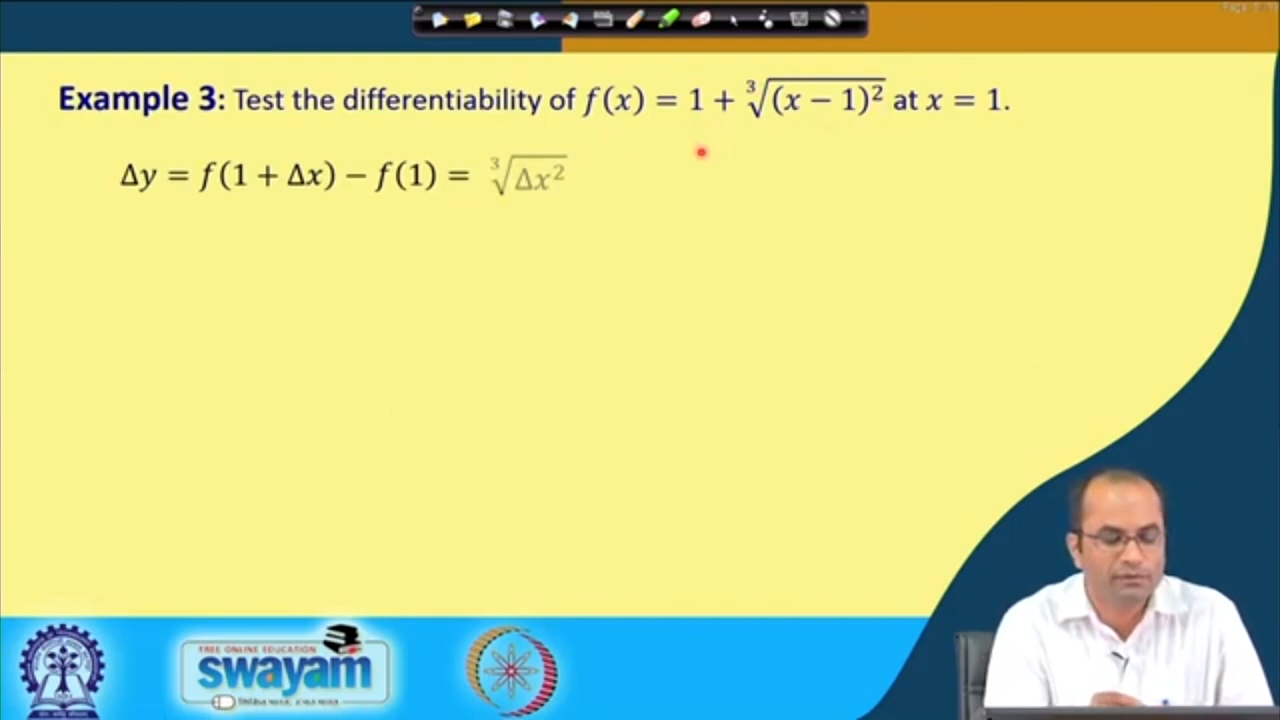 Example 3: Test the differentiability of f(x) = 1 + ∛(x − 1)² at x = 1.
Δy = f(1 + Δx) − f(1) = ∛Δx²
FREE ONLINE EDUCATION
swayam